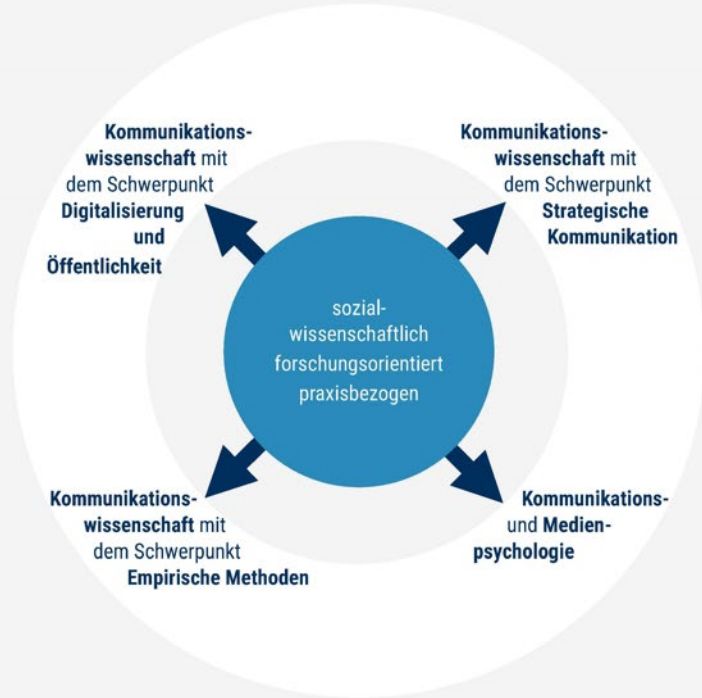 Kommunikations-
wissenschaft mit
dem Schwerpunkt
Digitalisierung
und
Öffentlichkeit
Kommunikations-
wissenschaft mit
dem Schwerpunkt
Strategische
Kommunikation
sozial-
wissenschaftlich
forschungsorientiert
praxisbezogen
Kommunikations-
wissenschaft mit
dem Schwerpunkt
Empirische Methoden
Kommunikations-
und Medien-
psychologie